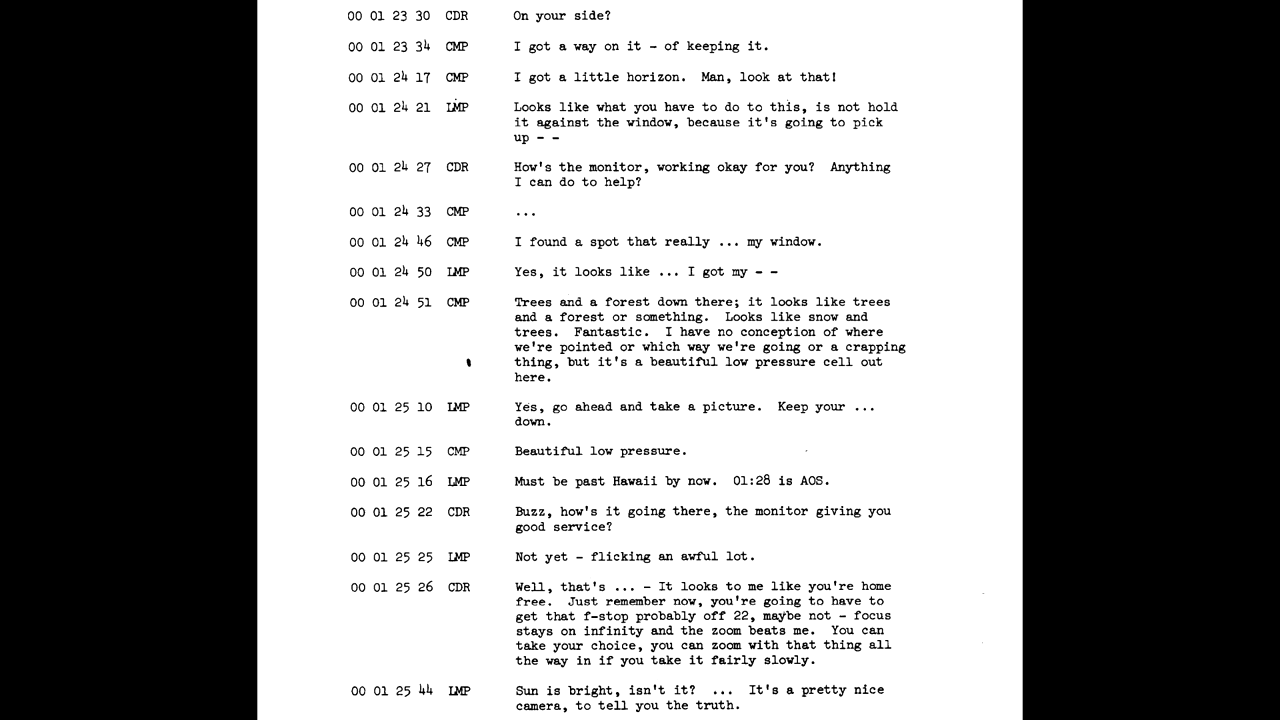 00 01 23 30 CDR On your side?
00 01 23 34 CMP I got a way on it - of keeping it.
00 01 24 17 CMP I got a little horizon. Man, look at that!
00 01 24 21 LMP Looks like what you have to do to this, is not hold
it against the window, because it's going to pick
up - -
00 01 24 27 CDR How's the monitor, working okay for you? Anything
I can do to help?
00 01 24 33 CMP ...
00 01 24 46 CMP I found a spot that really ... my window.
00 01 24 50 LMP Yes, it looks like ... I got my - -
00 01 24 51 CMP Trees and a forest down there; it looks like trees
and a forest or something. Looks like snow and
trees. Fantastic. I have no conception of where
we're pointed or which way we're going or a crapping
thing, but it's a beautiful low pressure cell out
here.
00 01 25 10 LMP Yes, go ahead and take a picture. Keep your ...
down.
00 01 25 15 CMP Beautiful low pressure.
00 01 25 16 LMP Must be past Hawaii by now. 01:28 is AOS.
00 01 25 22 CDR Buzz, how's it going there, the monitor giving you
good service?
00 01 25 25 LMP Not yet - flicking an awful lot.
00 01 25 26 CDR Well, that's ... - It looks to me like you're home
free. Just remember now, you're going to have to
get that f-stop probably off 22, maybe not - focus
stays on infinity and the zoom beats me. You can
take your choice, you can zoom with that thing all
the way in if you take it fairly slowly.
00 01 25 44 LMP Sun is bright, isn't it? ... It's a pretty nice
camera, to tell you the truth.